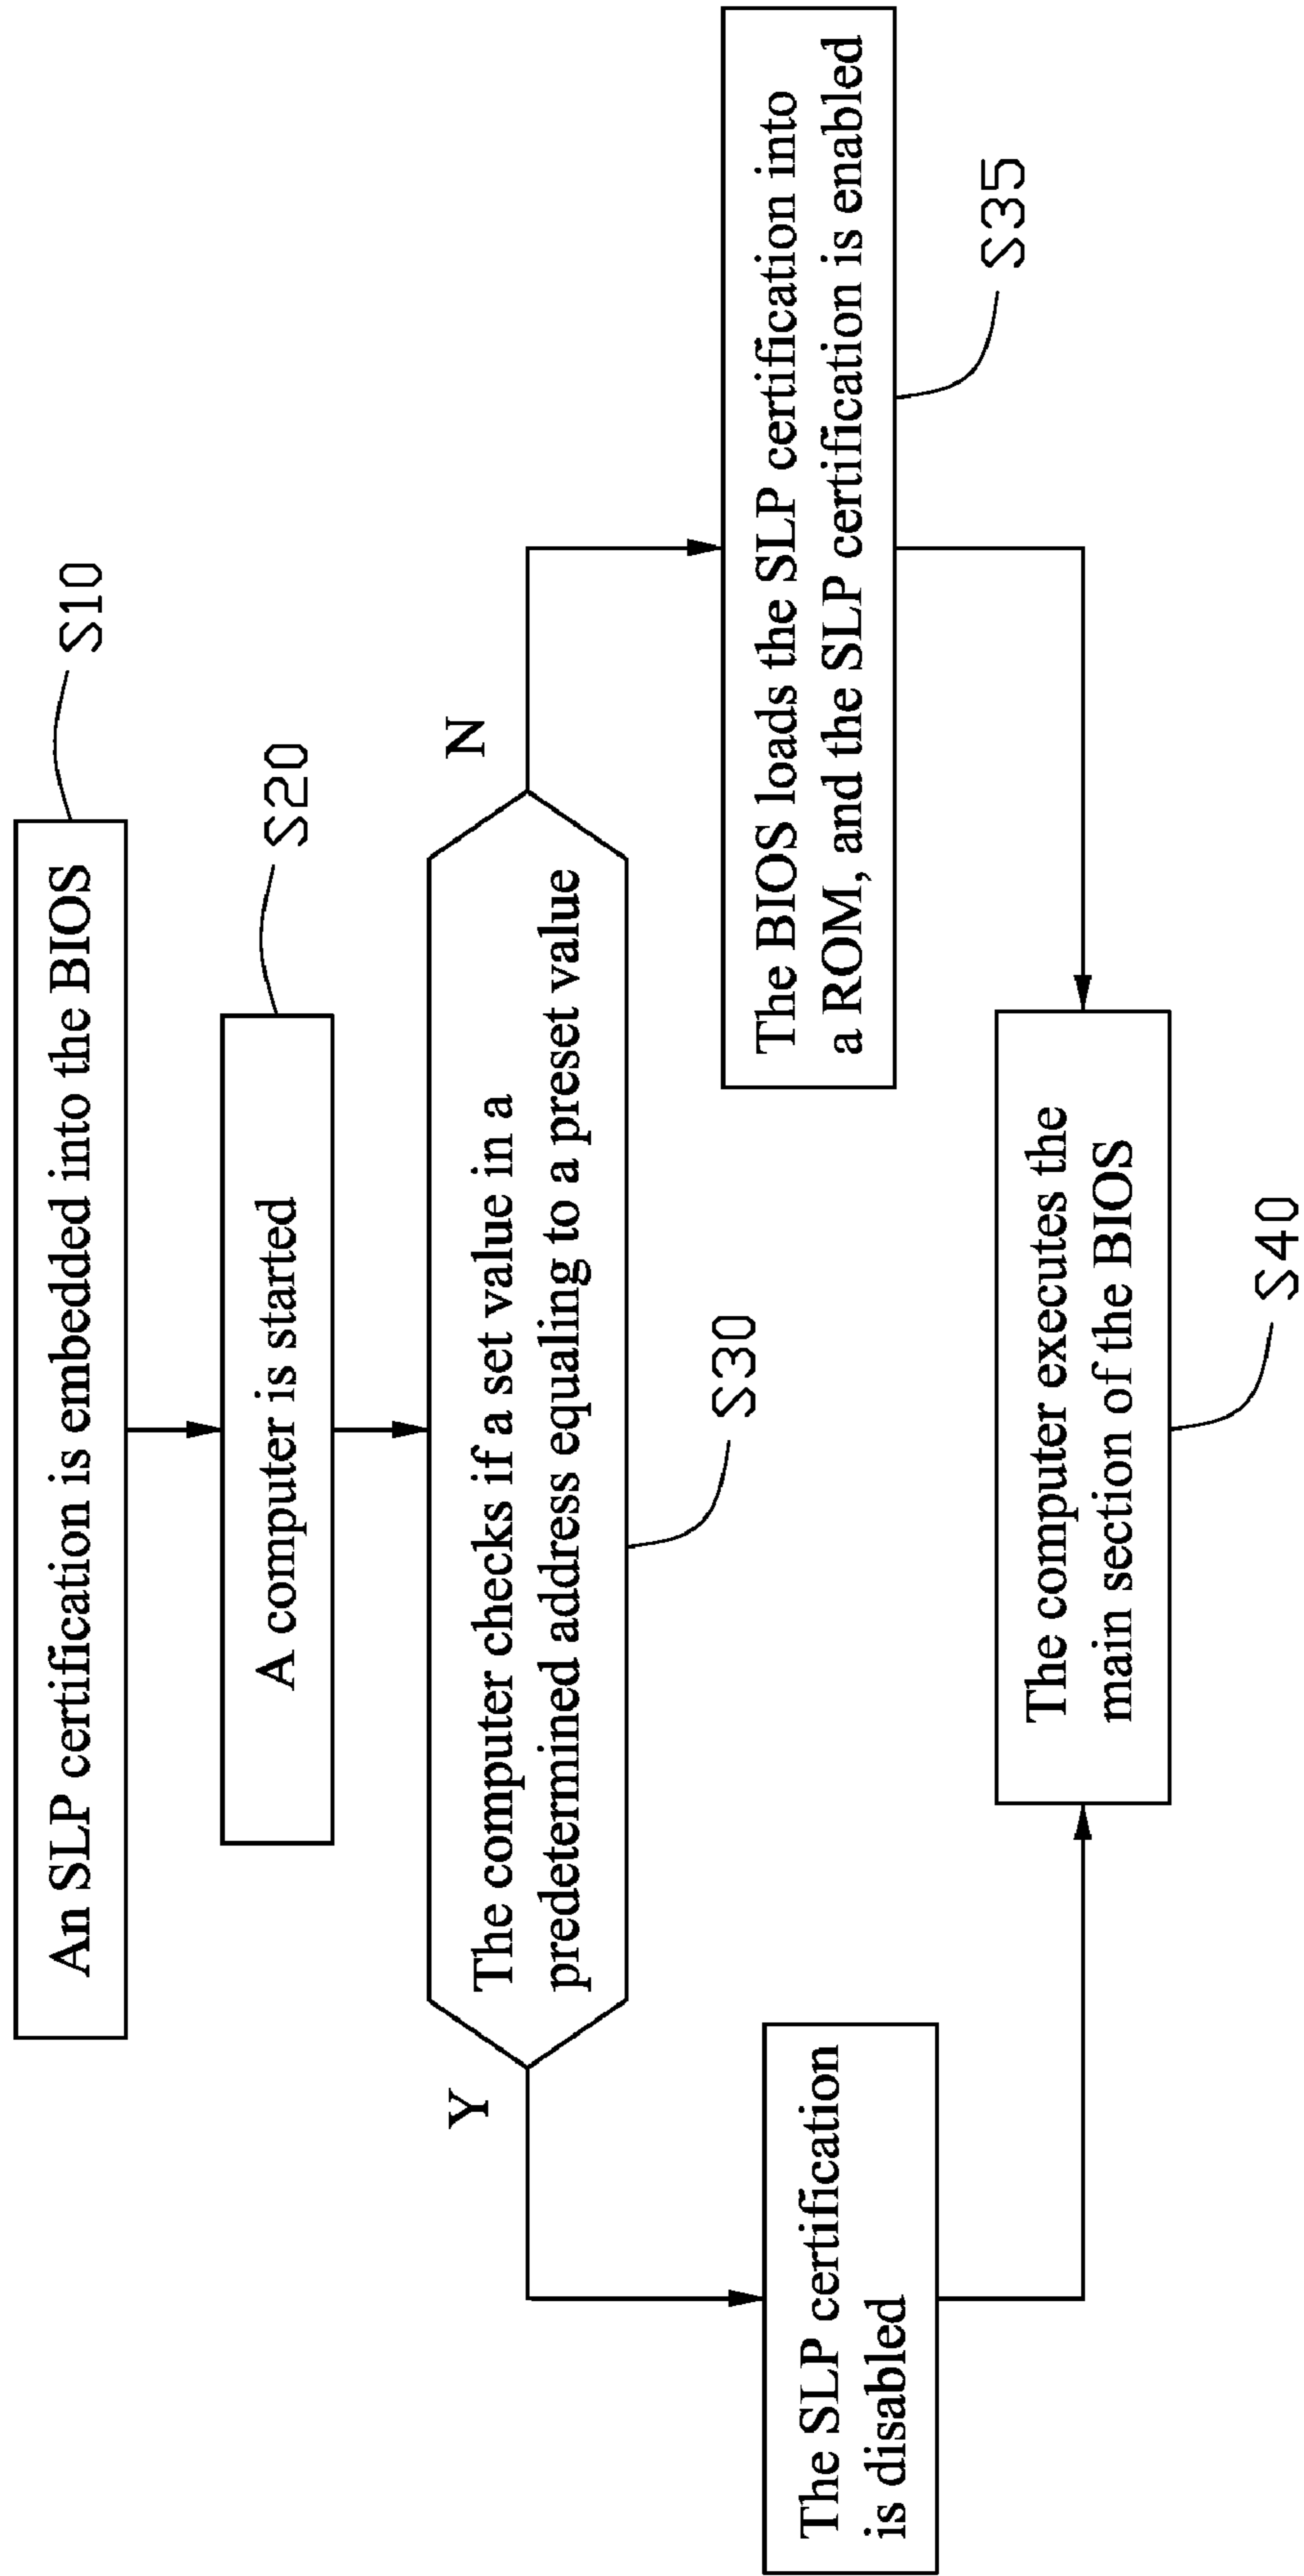 An SLP certification is embedded into the BIOS
S10
A computer is started
S20
The computer checks if a set value in a
predetermined address equaling to a preset value
S30
Y
N
The SLP certification
is disabled
The BIOS loads the SLP certification into
a ROM, and the SLP certification is enabled
S35
The computer executes the
main section of the BIOS
S40